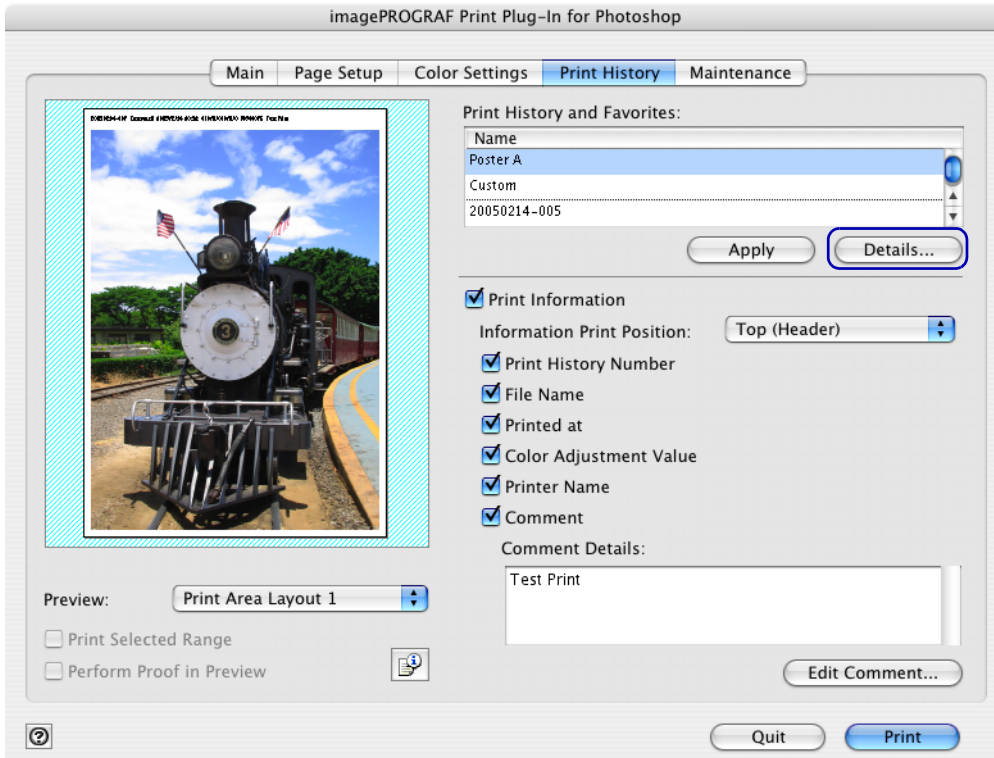 imagePROGRAF Print Plug-In for Photoshop
Main Page Setup Color Settings Print History Maintenance
Print History and Favorites:
Name
Poster A
Custom
20050214-005
Apply Details...
Print Information
Information Print Position: Top (Header)
Print History Number
File Name
Printed at
Color Adjustment Value
Printer Name
Comment
Comment Details:
Test Print
3
Preview: Print Area Layout 1
Print Selected Range
Perform Proof in Preview
Edit Comment...
Quit Print